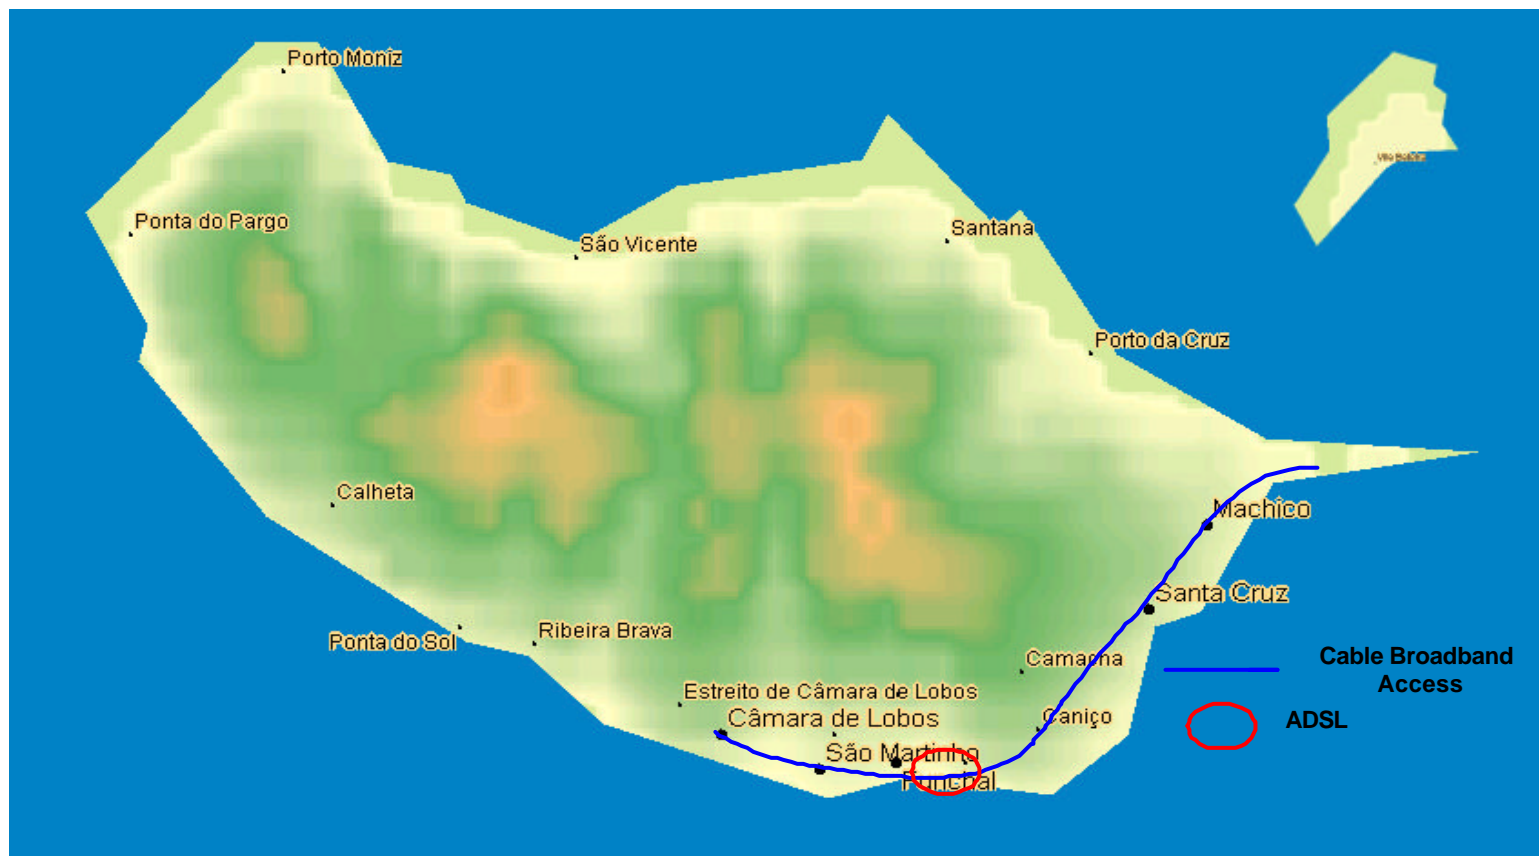 Porto Moniz
Ponta do Pargo
São Vicente
Santana
Porto da Cruz
Calheta
Machico
Santa Cruz
Ponta do Sol
Ribeira Brava
Camacha
Cable Broadband
Access
Estreito de Câmara de Lobos
Câmara de Lobos
Caniço
ADSL
São Martinho
Funchal